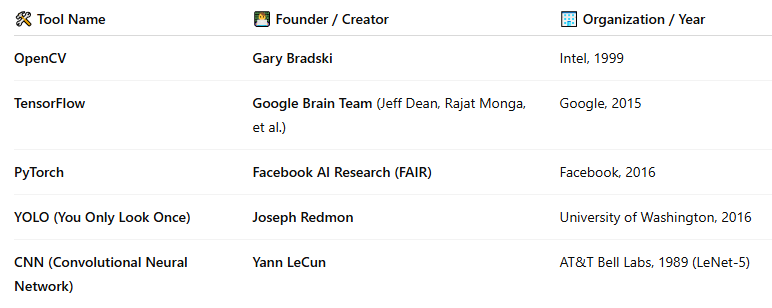 🛠 Tool Name 🧑‍💻 Founder / Creator 🏢 Organization / Year
OpenCV Gary Bradski Intel, 1999
TensorFlow Google Brain Team (Jeff Dean, Rajat Monga, Google, 2015
et al.)
PyTorch Facebook AI Research (FAIR) Facebook, 2016
YOLO (You Only Look Once) Joseph Redmon University of Washington, 2016
CNN (Convolutional Neural Yann LeCun AT&T Bell Labs, 1989 (LeNet-5)
Network)